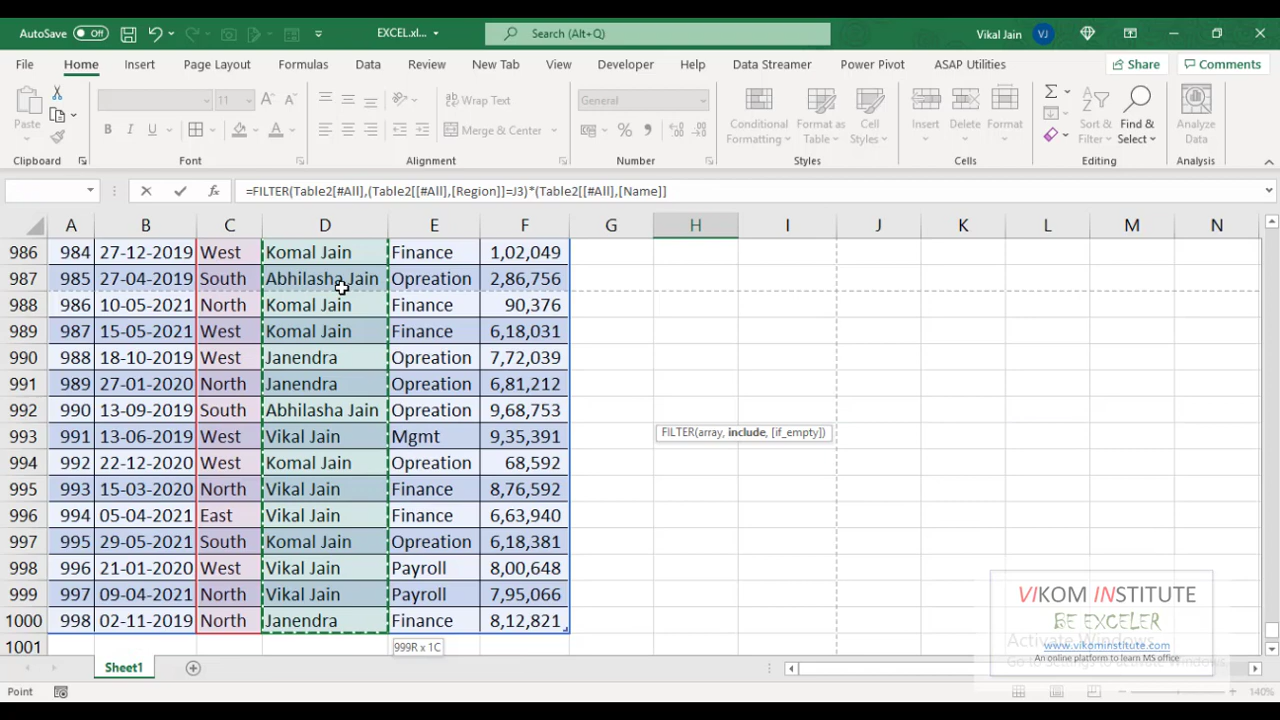 AutoSave Off EXCEL.xl... Search (Alt+Q) Vikal Jain VJ
File Home Insert Page Layout Formulas Data Review New Tab View Developer Help Data Streamer Power Pivot ASAP Utilities Share Comments
Paste 11 A A Wrap Text General Conditional Formatting Format as Table Cell Styles Insert Delete Format Sort & Filter Find & Select Analyze Data
B I U A Merge & Center %
Clipboard Font Alignment Number Styles Cells Editing Analysis
fx =FILTER(Table2[#All],(Table2[[#All],[Region]]=J3)*(Table2[[#All],[Name]]
A B C D E F G H I J K L M N
986 984 27-12-2019 West Komal Jain Finance 1,02,049
987 985 27-04-2019 South Abhilasha Jain Opreation 2,86,756
988 986 10-05-2021 North Komal Jain Finance 90,376
989 987 15-05-2021 West Komal Jain Finance 6,18,031
990 988 18-10-2019 West Janendra Opreation 7,72,039
991 989 27-01-2020 North Janendra Opreation 6,81,212
992 990 13-09-2019 South Abhilasha Jain Opreation 9,68,753
993 991 13-06-2019 West Vikal Jain Mgmt 9,35,391
FILTER(array, include, [if_empty])
994 992 22-12-2020 West Komal Jain Opreation 68,592
995 993 15-03-2020 North Vikal Jain Finance 8,76,592
996 994 05-04-2021 East Vikal Jain Finance 6,63,940
997 995 29-05-2021 South Komal Jain Opreation 6,18,381
998 996 21-01-2020 West Vikal Jain Payroll 8,00,648
999 997 09-04-2021 North Vikal Jain Payroll 7,95,066
1000 998 02-11-2019 North Janendra Finance 8,12,821
1001 999R x 1C
VIKOM INSTITUTE
BE EXCELER
Activate Windows
www.vikominstitute.com
An online platform to learn MS office
Go to Settings to activate Windows.
Sheet1
Point 140%